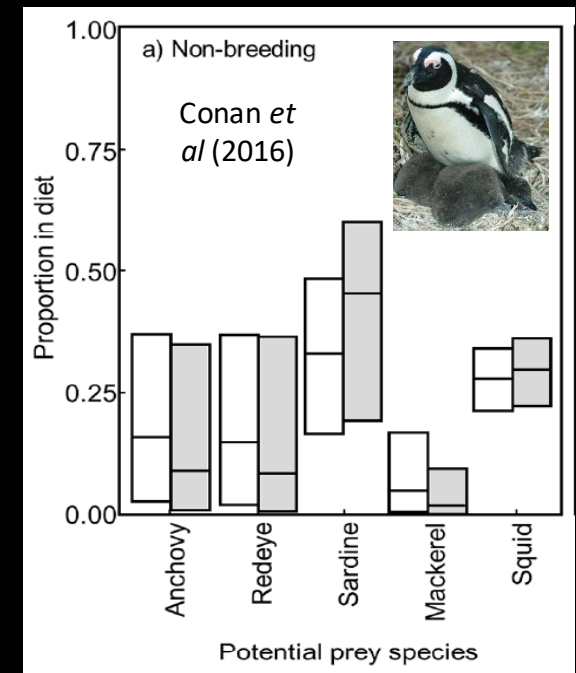 a) Non-breeding
Conan et
al (2016)
Proportion in diet
1.00
0.75
0.50
0.25
0.00
Anchovy
Redeye
Sardine
Mackerel
Squid
Potential prey species